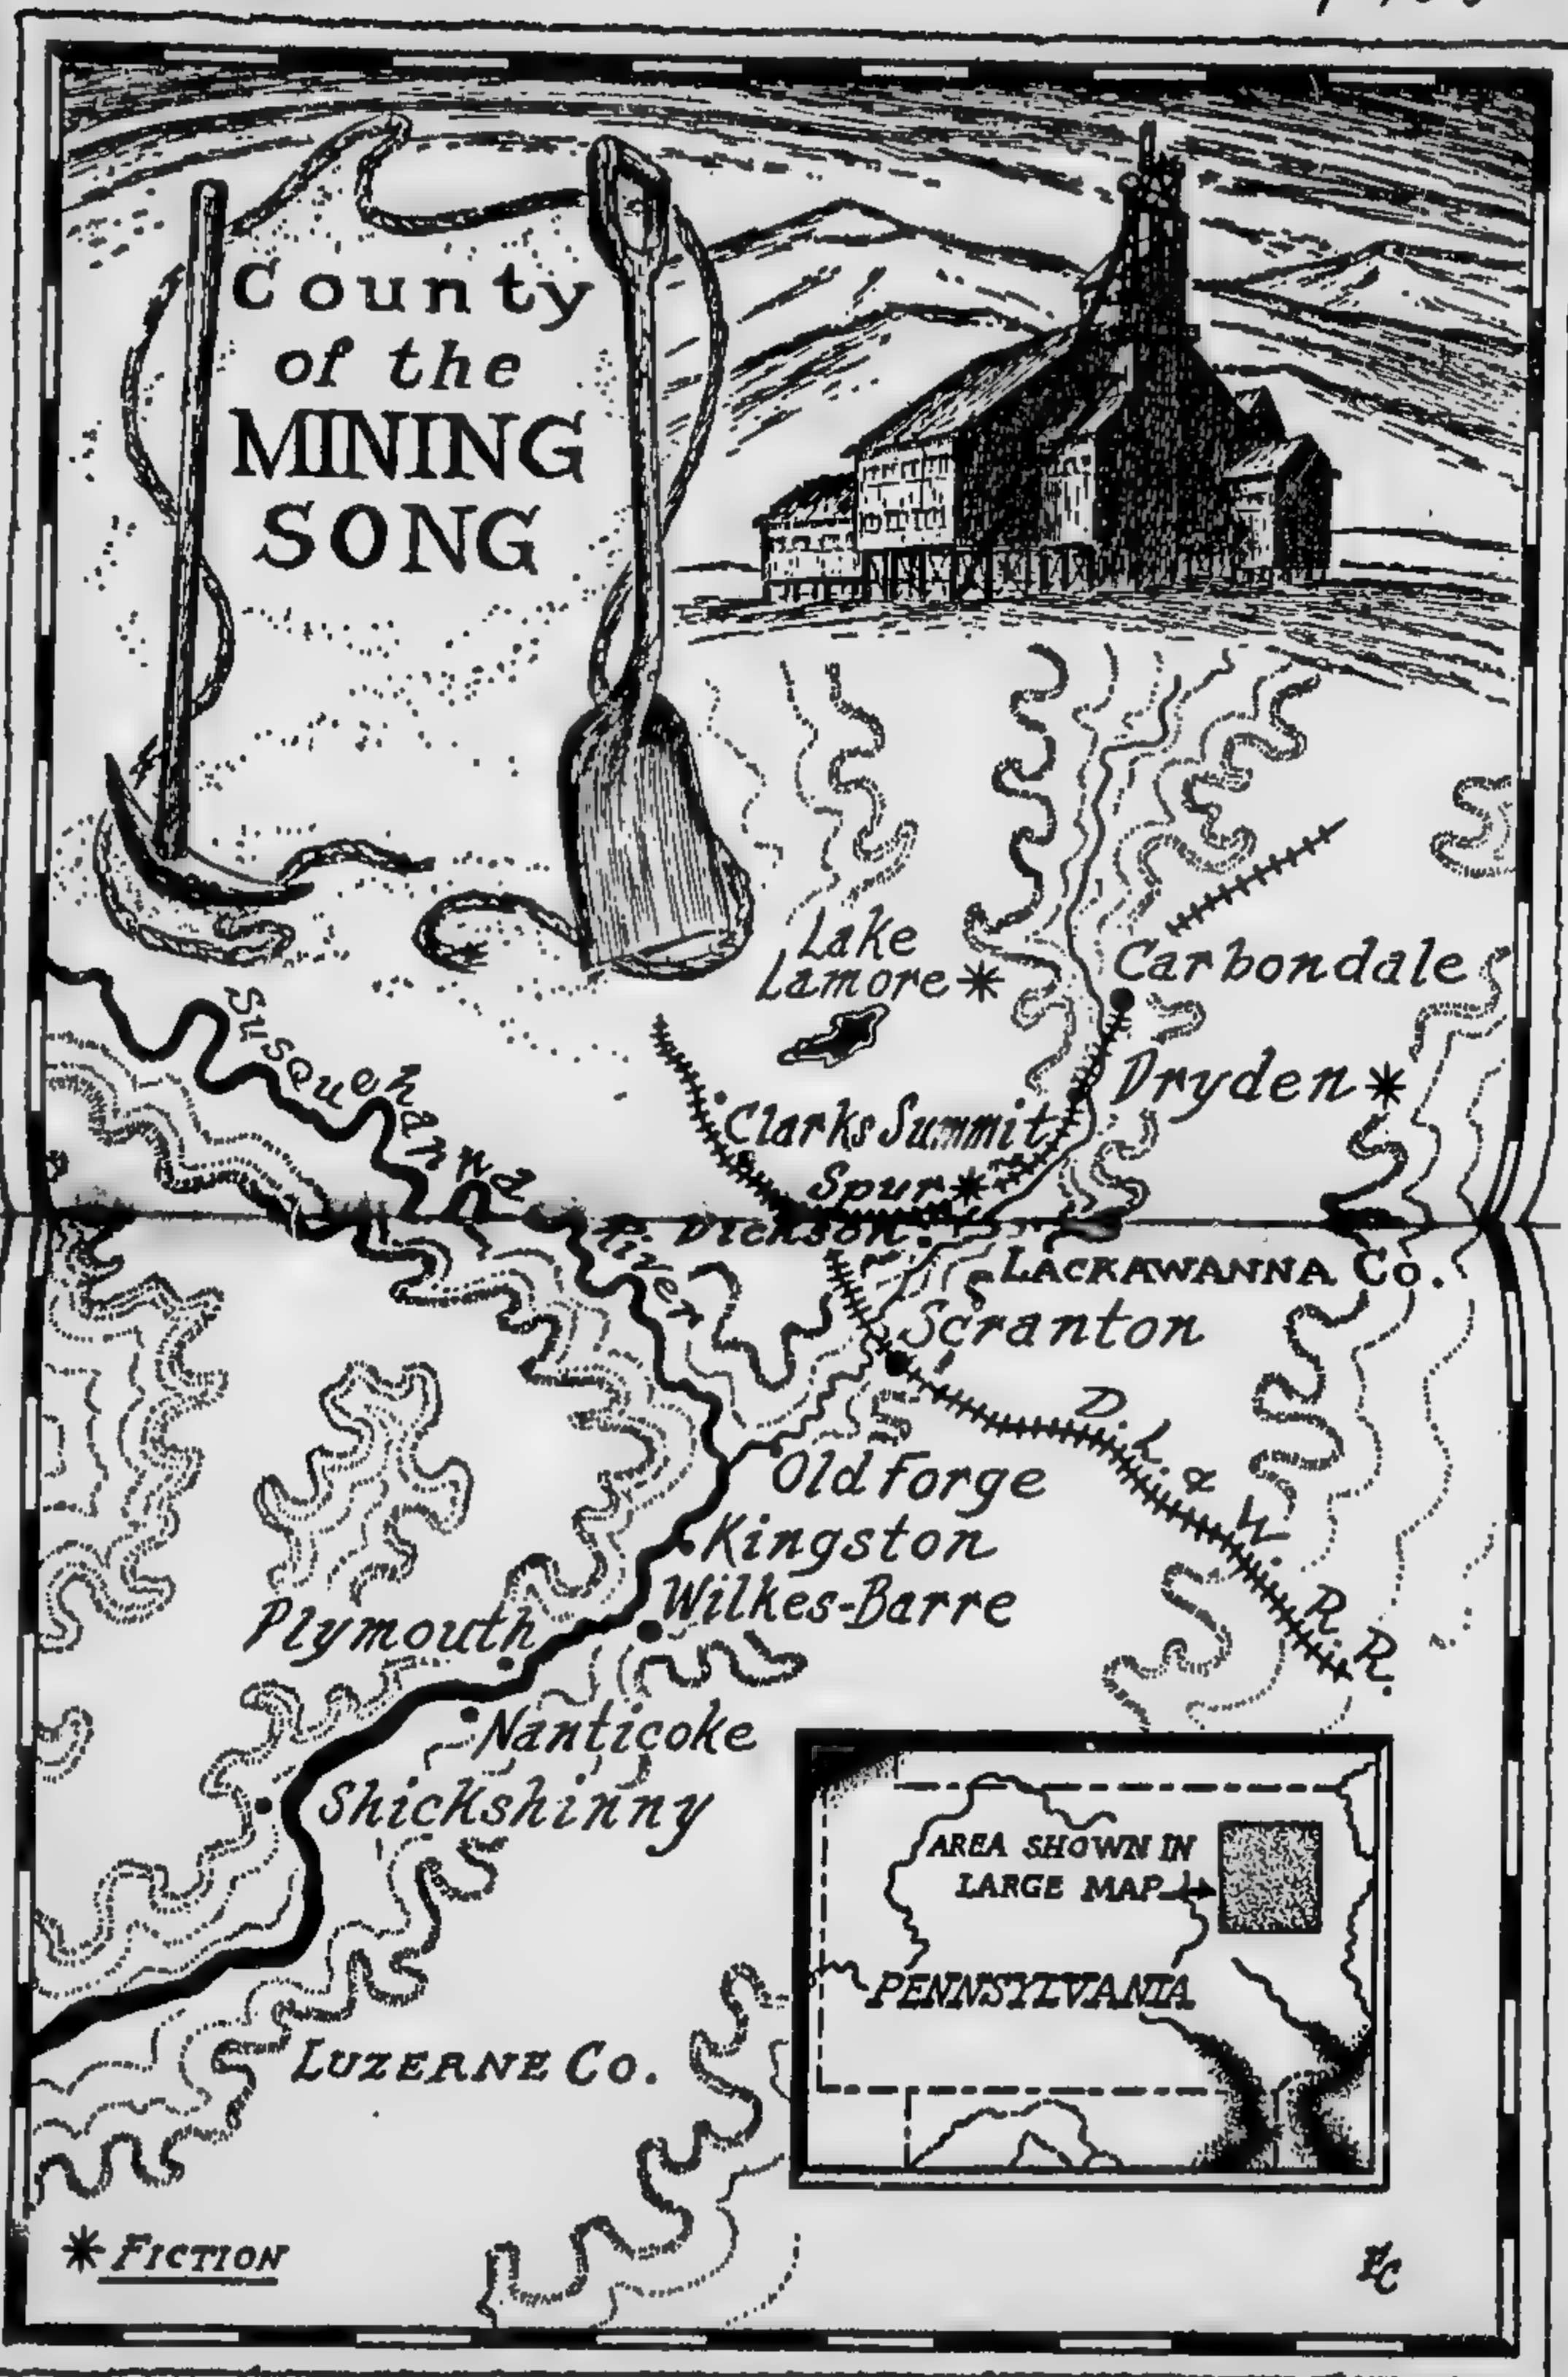 County
of the
MINING
SONG
Lake
Lamore *
Carbondale
Susquehanna
River
Dryden *
Clarks Summit
Spur *
Dickson
LACKAWANNA CO.
Scranton
D. L. & W. R. R.
Old Forge
Kingston
Wilkes-Barre
Plymouth
Nanticoke
Shickshinny
AREA SHOWN IN
LARGE MAP
PENNSYLVANIA
LUZERNE CO.
* FICTION
EC